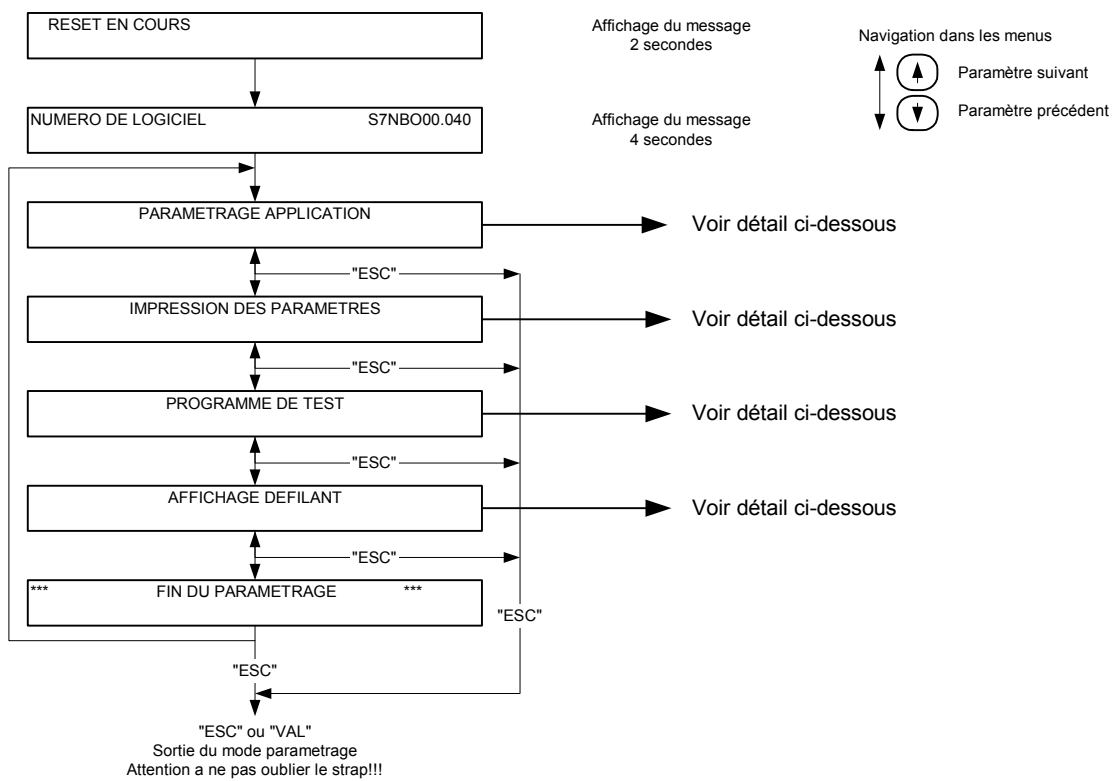 RESET EN COURS
Affichage du message
2 secondes
Navigation dans les menus
Paramètre suivant
Paramètre précédent
NUMERO DE LOGICIEL S7NBO00.040
Affichage du message
4 secondes
PARAMETRAGE APPLICATION
Voir détail ci-dessous
"ESC"
IMPRESSION DES PARAMETRES
Voir détail ci-dessous
"ESC"
PROGRAMME DE TEST
Voir détail ci-dessous
"ESC"
AFFICHAGE DEFILANT
Voir détail ci-dessous
"ESC"
*** FIN DU PARAMETRAGE ***
"ESC"
"ESC"
"ESC" ou "VAL"
Sortie du mode parametrage
Attention a ne pas oublier le strap!!!